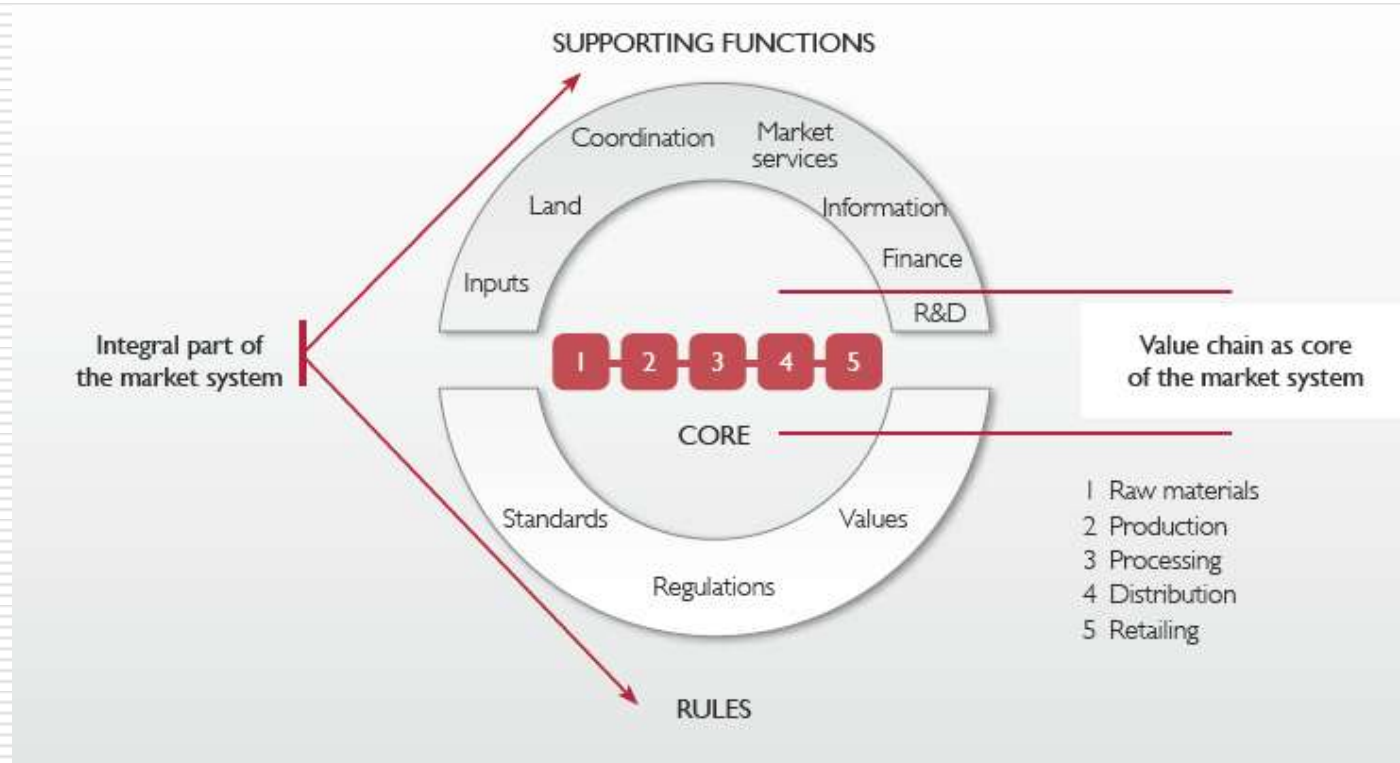 SUPPORTING FUNCTIONS
Coordination
Market
services
Land
Information
Inputs
Finance
R&D
Integral part of
the market system
1 2 3 4 5
Value chain as core
of the market system
CORE
Standards
Values
Regulations
1 Raw materials
2 Production
3 Processing
4 Distribution
5 Retailing
RULES